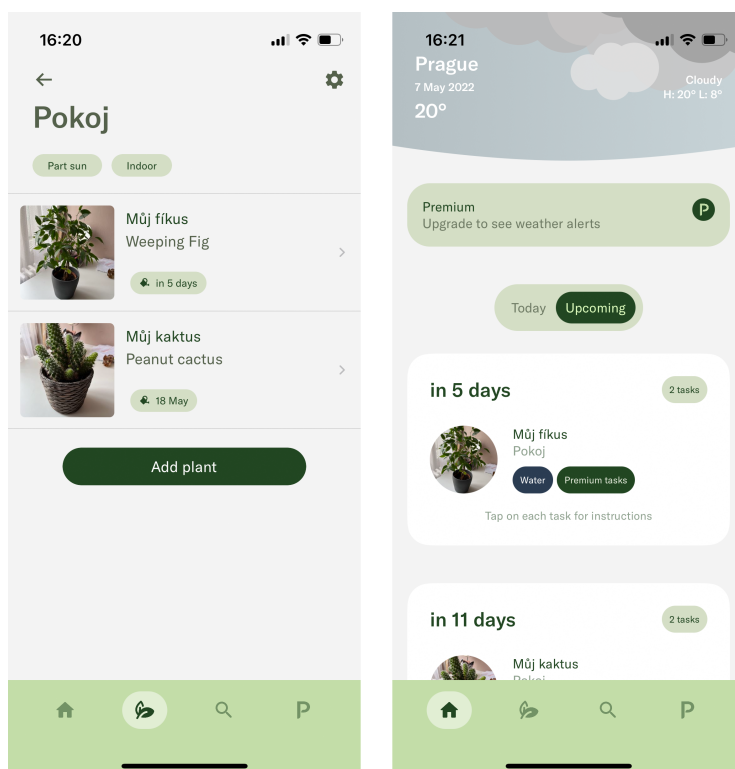 16:20
Pokoj
Part sun
Indoor
Můj fíkus
Weeping Fig
in 5 days
Můj kaktus
Peanut cactus
18 May
Add plant
P
16:21
Prague
7 May 2022
20°
Cloudy
H: 20° L: 8°
Premium
P
Upgrade to see weather alerts
Today
Upcoming
in 5 days
2 tasks
Můj fíkus
Pokoj
Water
Premium tasks
Tap on each task for instructions
in 11 days
2 tasks
Můj kaktus
Pokoj
P